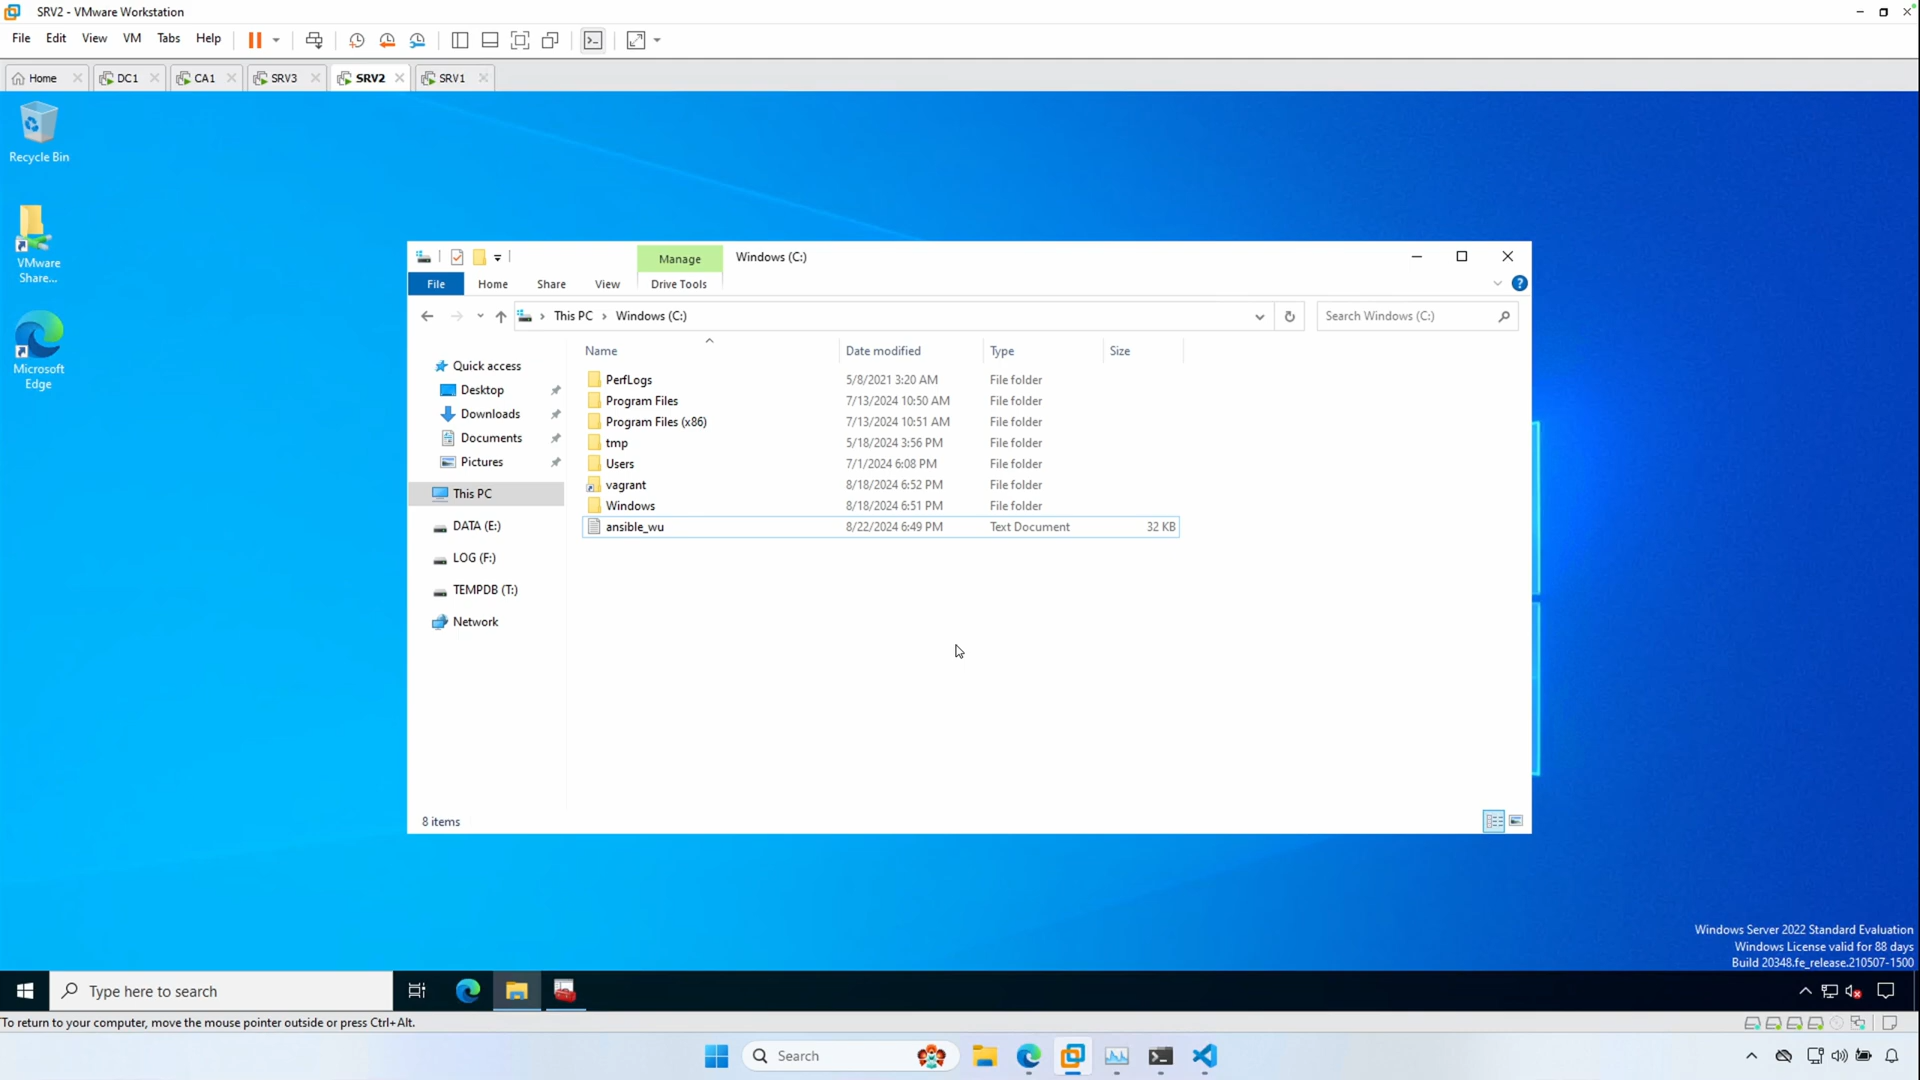 SRV2 - VMware Workstation
File Edit View VM Tabs Help
Home DC1 CA1 SRV3 SRV2 SRV1
Recycle Bin
VMware
Share...
Microsoft
Edge
Manage Windows (C:)
File Home Share View Drive Tools
This PC Windows (C:) Search Windows (C:)
Name Date modified Type Size
Quick access
Desktop
Downloads
Documents
Pictures
This PC
DATA (E:)
LOG (F:)
TEMPDB (T:)
Network
PerfLogs 5/8/2021 3:20 AM File folder
Program Files 7/13/2024 10:50 AM File folder
Program Files (x86) 7/13/2024 10:51 AM File folder
tmp 5/18/2024 3:56 PM File folder
Users 7/1/2024 6:08 PM File folder
vagrant 8/18/2024 6:52 PM File folder
Windows 8/18/2024 6:51 PM File folder
ansible_wu 8/22/2024 6:49 PM Text Document 32 KB
8 items
Windows Server 2022 Standard Evaluation
Windows License valid for 88 days
Build 20348.fe_release.210507-1500
Type here to search
To return to your computer, move the mouse pointer outside or press Ctrl+Alt.
Search